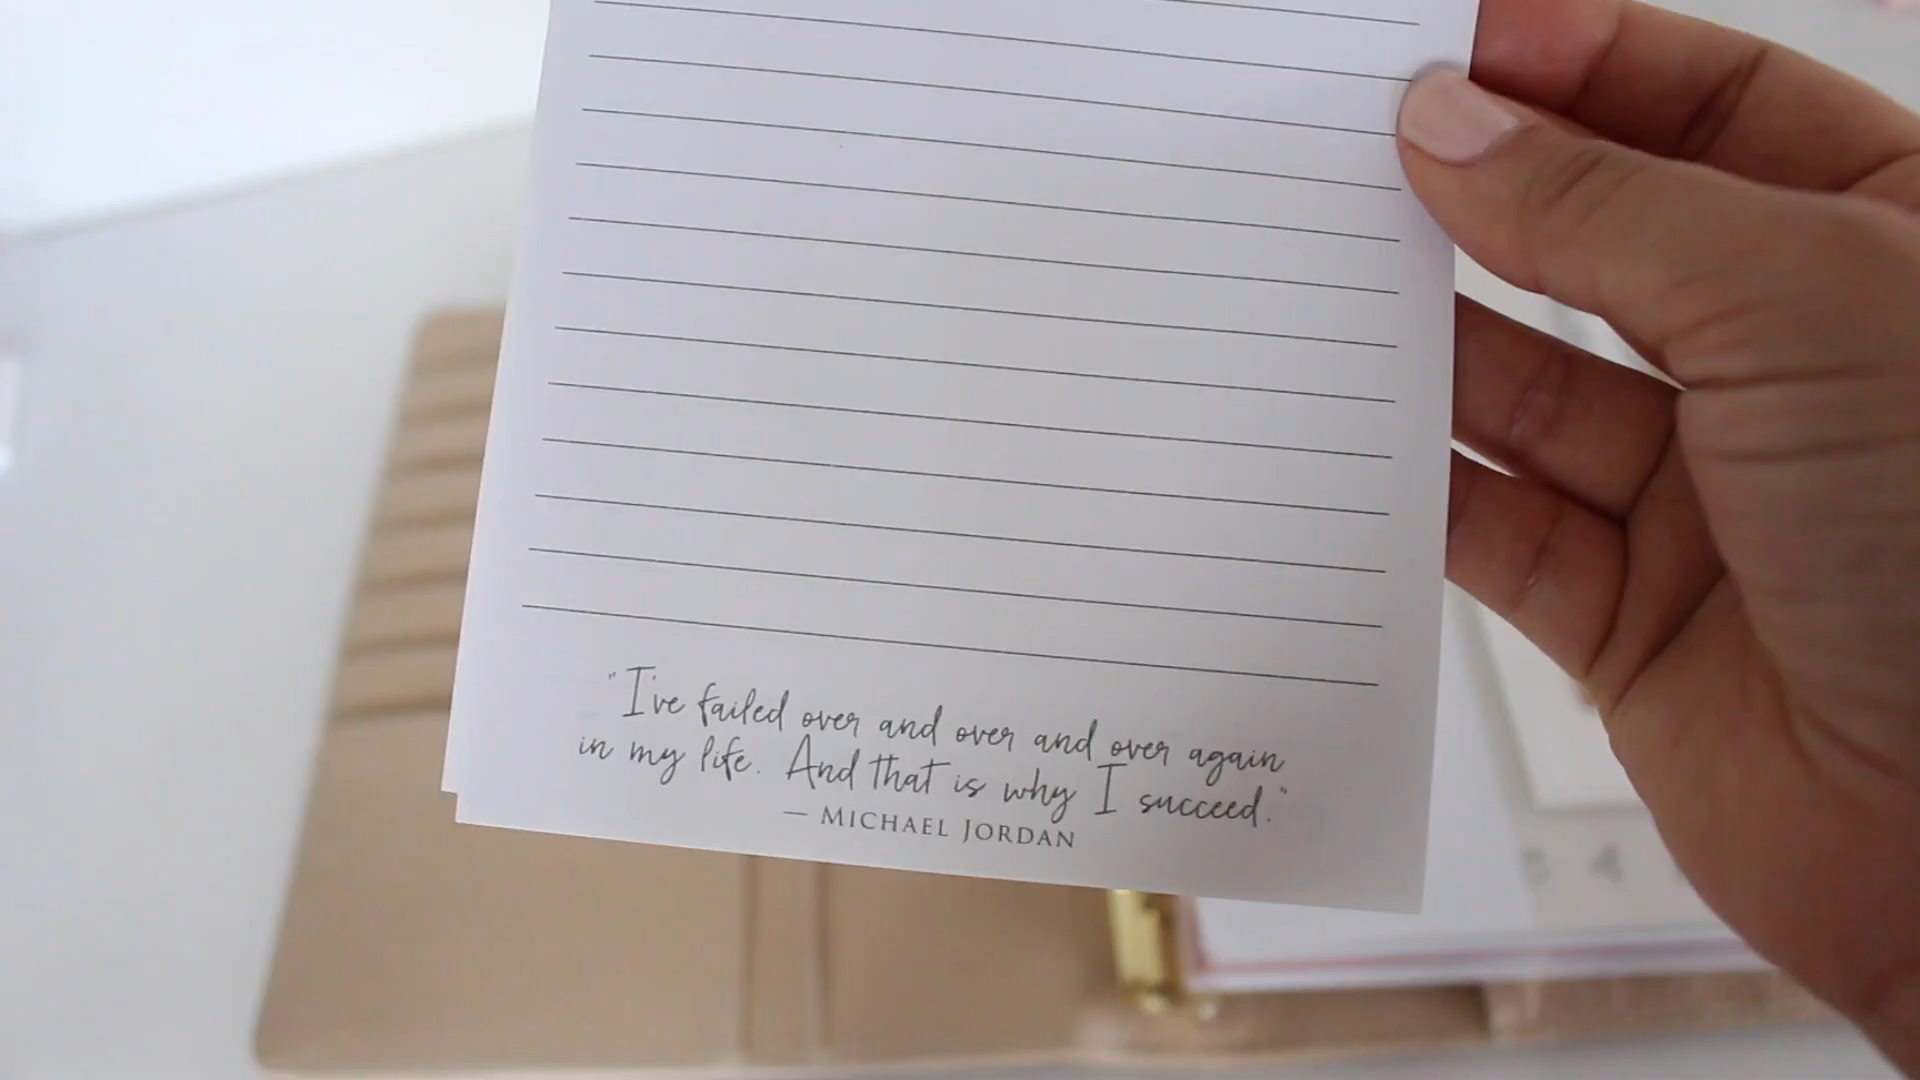 "I've failed over and over and over again
in my life. And that is why I succeed."
— MICHAEL JORDAN